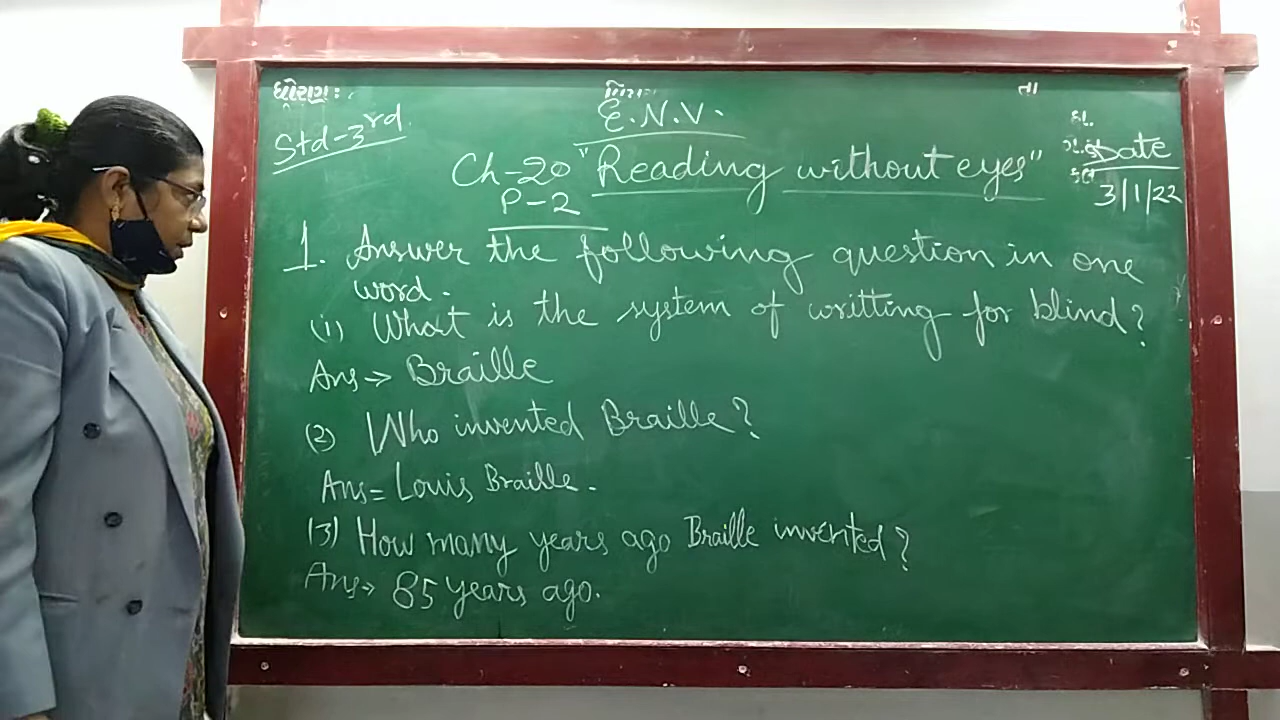 ધોરણ:
તા
E.N.V.
Std-3rd.
Date
3/1/22
Ch-20 "Reading without eyes"
P-2
1. Answer the following question in one
word.
(i) What is the system of writting for blind?
Ans → Braille
(2) Who invented Braille?
Ans = Louis Braille.
(3) How many years ago Braille invented?
Ans → 85 years ago.